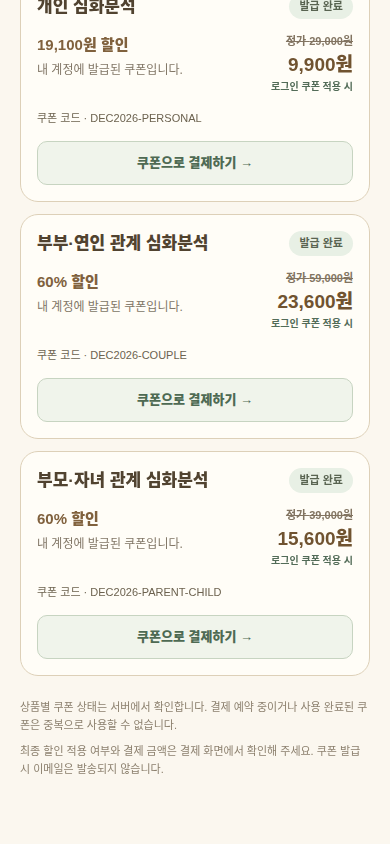 개인 심화분석
발급 완료
19,100원 할인
정가 29,000원
내 계정에 발급된 쿠폰입니다.
9,900원
로그인 쿠폰 적용 시
쿠폰 코드 · DEC2026-PERSONAL
쿠폰으로 결제하기 →
부부·연인 관계 심화분석
발급 완료
60% 할인
정가 59,000원
내 계정에 발급된 쿠폰입니다.
23,600원
로그인 쿠폰 적용 시
쿠폰 코드 · DEC2026-COUPLE
쿠폰으로 결제하기 →
부모·자녀 관계 심화분석
발급 완료
60% 할인
정가 39,000원
내 계정에 발급된 쿠폰입니다.
15,600원
로그인 쿠폰 적용 시
쿠폰 코드 · DEC2026-PARENT-CHILD
쿠폰으로 결제하기 →
상품별 쿠폰 상태는 서버에서 확인합니다. 결제 예약 중이거나 사용 완료된 쿠
폰은 중복으로 사용할 수 없습니다.
최종 할인 적용 여부와 결제 금액은 결제 화면에서 확인해 주세요. 쿠폰 발급
시 이메일은 발송되지 않습니다.